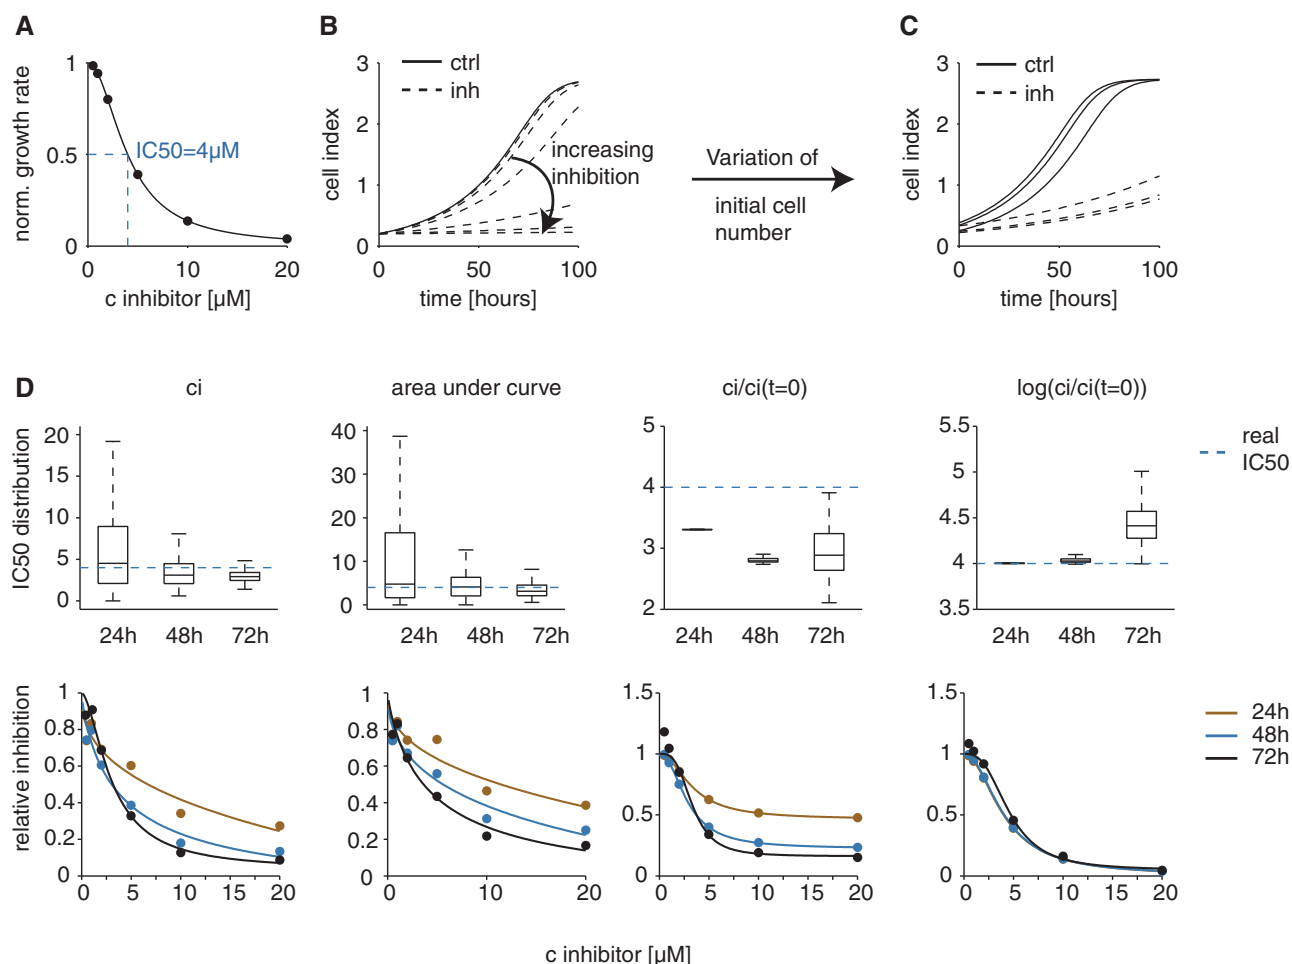 A
norm. growth rate
1
0.5
0
IC50=4µM
0 10 20
c inhibitor [µM]
B
cell index
3
2
1
0
ctrl
inh
increasing
inhibition
0 50 100
time [hours]
Variation of
initial cell
number
C
cell index
3
2
1
0
ctrl
inh
0 50 100
time [hours]
D
ci
IC50 distribution
20
15
10
5
0
24h 48h 72h
area under curve
40
30
20
10
0
24h 48h 72h
ci/ci(t=0)
5
4
3
2
24h 48h 72h
log(ci/ci(t=0))
5.5
5
4.5
4
3.5
24h 48h 72h
real
IC50
relative inhibition
1
0.8
0.6
0.4
0.2
0
0 5 10 15 20
1
0.8
0.6
0.4
0.2
0
0 10 20
1.5
1
0.5
0
0 5 10 15 20
1.5
1
0.5
0
0 5 10 15 20
24h
48h
72h
c inhibitor [µM]